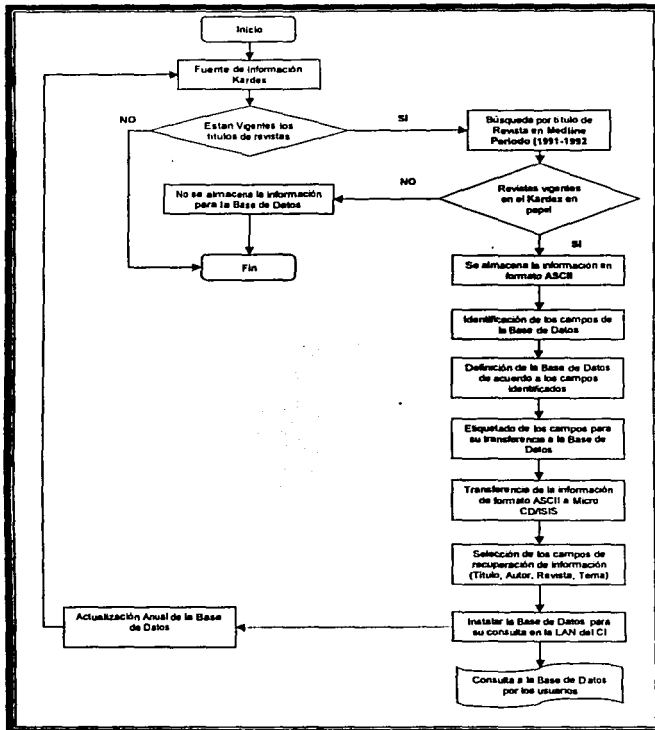 Inicio
Fuente de Información
Kardex
NO
Estan Vigentes los
títulos de revistas
SI
Búsqueda por título de
Revista en Medline
Periodo (1991-1992
No se almacena la información
para la Base de Datos
NO
Revistas vigentes
en el Kardex en
papel
SI
Fin
Se almacena la información en
formato ASCII
Identificación de los campos de
la Base de Datos
Definición de la Base de Datos
de acuerdo a los campos
identificados
Etiquetado de los campos para
su transferencia a la Base de
Datos
Transferencia de la información
de formato ASCII a Micro
CD/ISIS
Selección de los campos de
recuperación de información
(Título, Autor, Revista, Tema)
Actualización Anual de la Base
de Datos
Instalar la Base de Datos para
su consulta en la LAN del CI
Consulta a la Base de Datos
por los usuarios